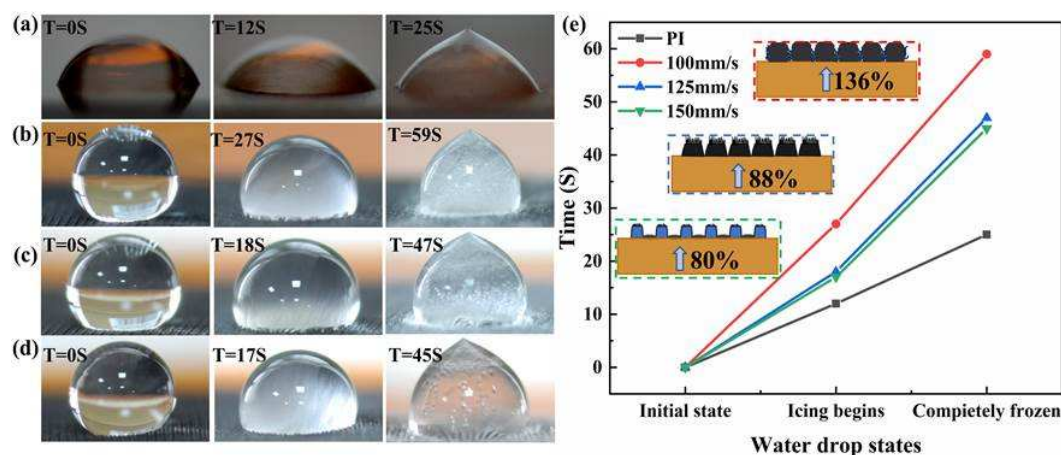 (a) T=0S T=12S T=25S
(b) T=0S T=27S T=59S
(c) T=0S T=18S T=47S
(d) T=0S T=17S T=45S
(e)
PI
100mm/s
125mm/s
150mm/s
136%
88%
80%
Time (S)
60
50
40
30
20
10
0
Initial state Icing begins Compietely frozen
Water drop states